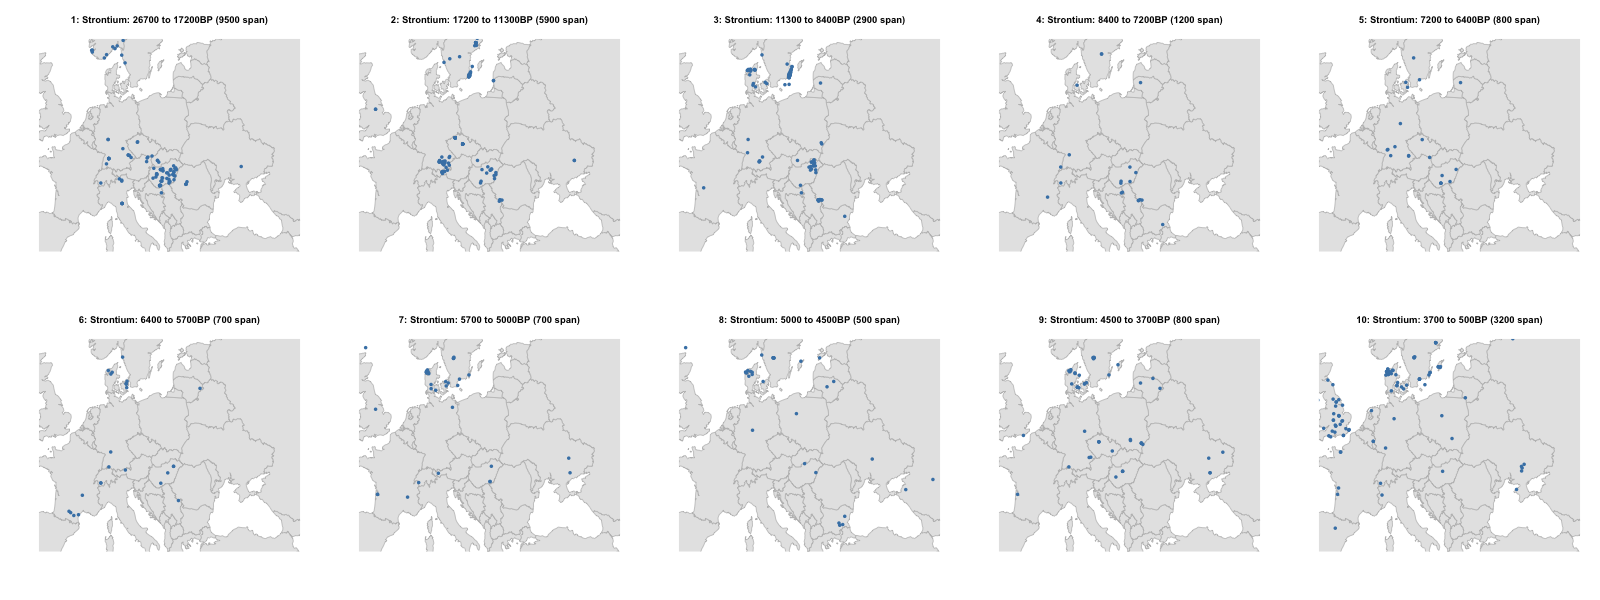 1: Strontium: 26700 to 17200BP (9500 span)
2: Strontium: 17200 to 11300BP (5900 span)
3: Strontium: 11300 to 8400BP (2900 span)
4: Strontium: 8400 to 7200BP (1200 span)
5: Strontium: 7200 to 6400BP (800 span)
6: Strontium: 6400 to 5700BP (700 span)
7: Strontium: 5700 to 5000BP (700 span)
8: Strontium: 5000 to 4500BP (500 span)
9: Strontium: 4500 to 3700BP (800 span)
10: Strontium: 3700 to 500BP (3200 span)